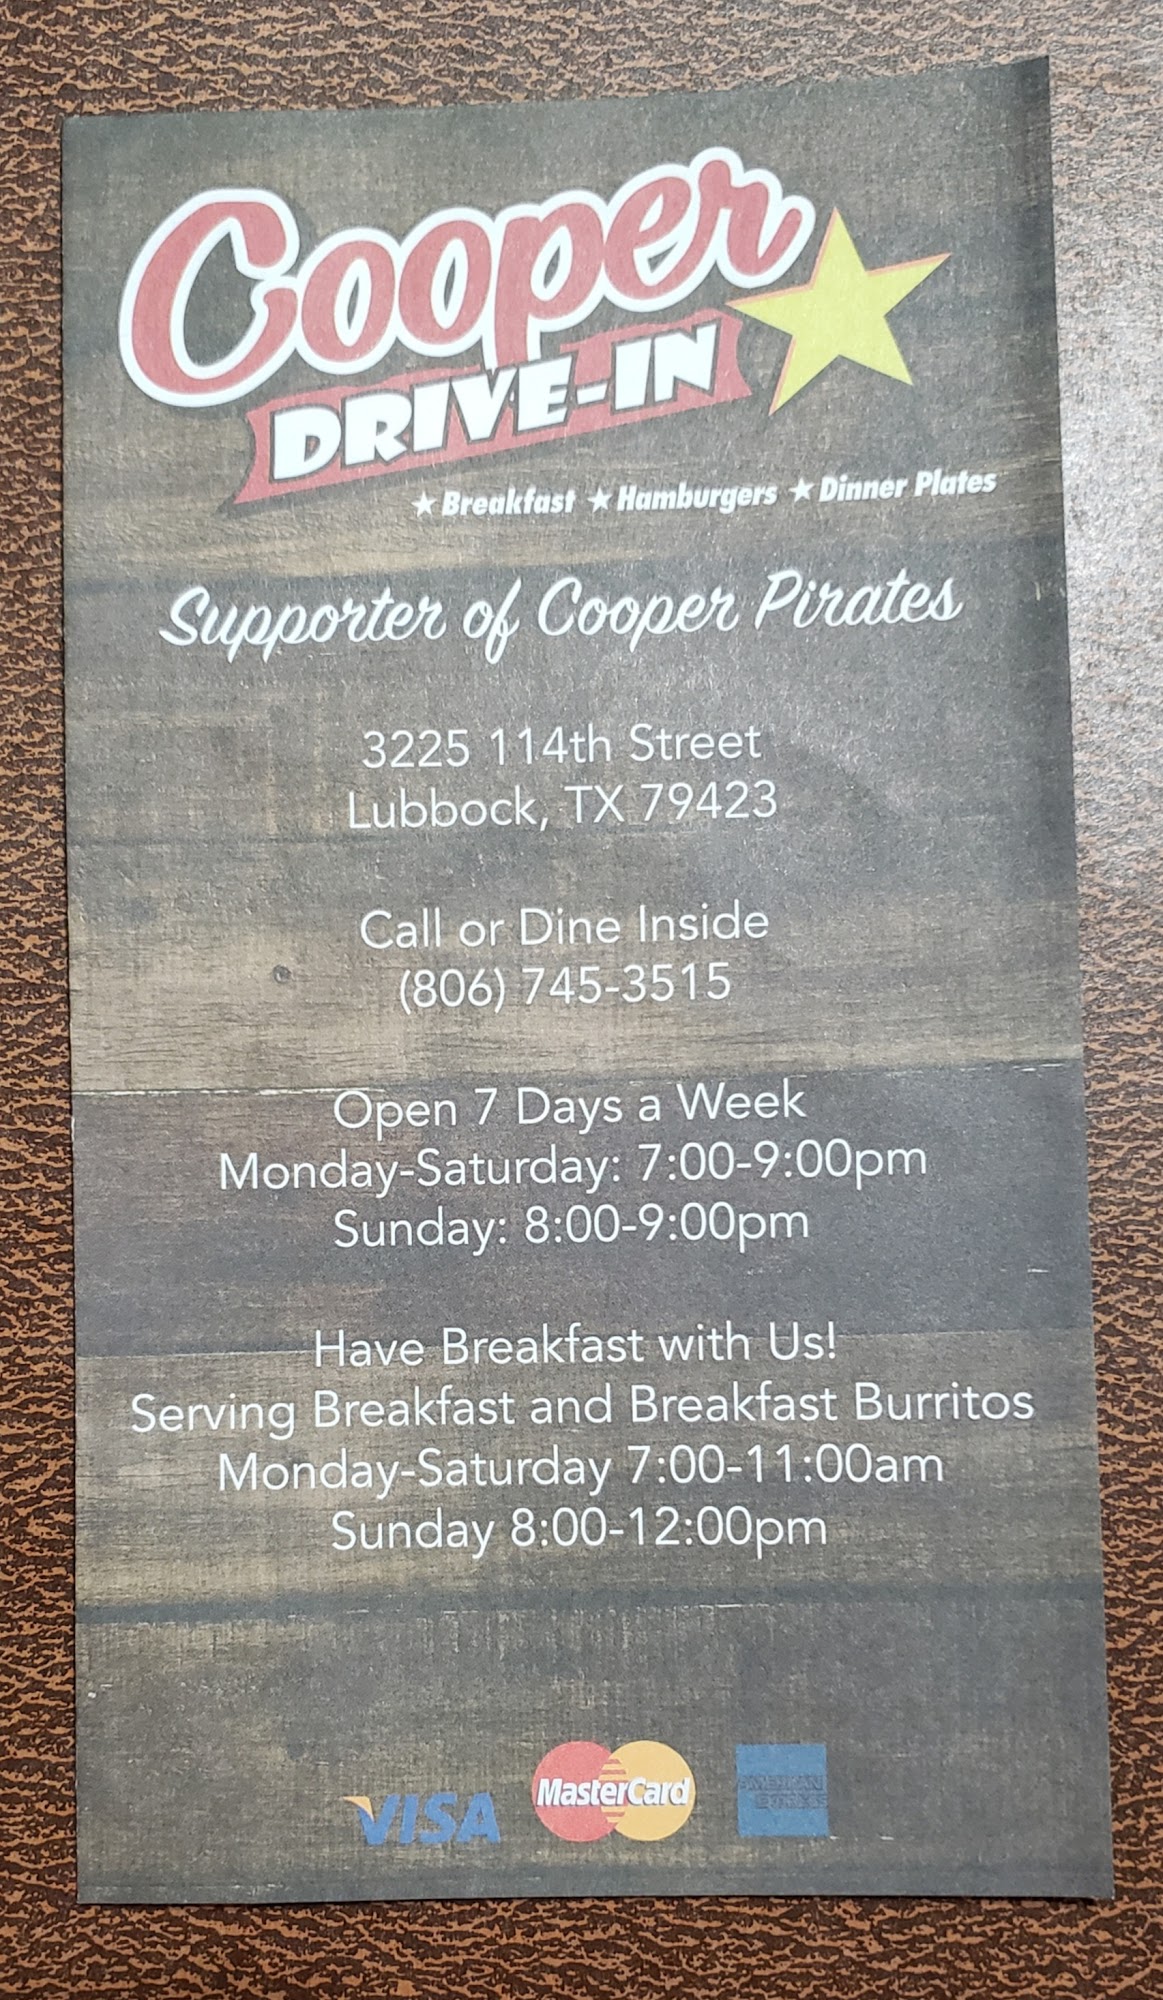 Cooper
DRIVE-IN
★ Breakfast ★ Hamburgers ★ Dinner Plates
Supporter of Cooper Pirates
3225 114th Street
Lubbock, TX 79423
Call or Dine Inside
(806) 745-3515
Open 7 Days a Week
Monday-Saturday: 7:00-9:00pm
Sunday: 8:00-9:00pm
Have Breakfast with Us!
Serving Breakfast and Breakfast Burritos
Monday-Saturday 7:00-11:00am
Sunday 8:00-12:00pm
VISA MasterCard AMERICAN EXPRESS